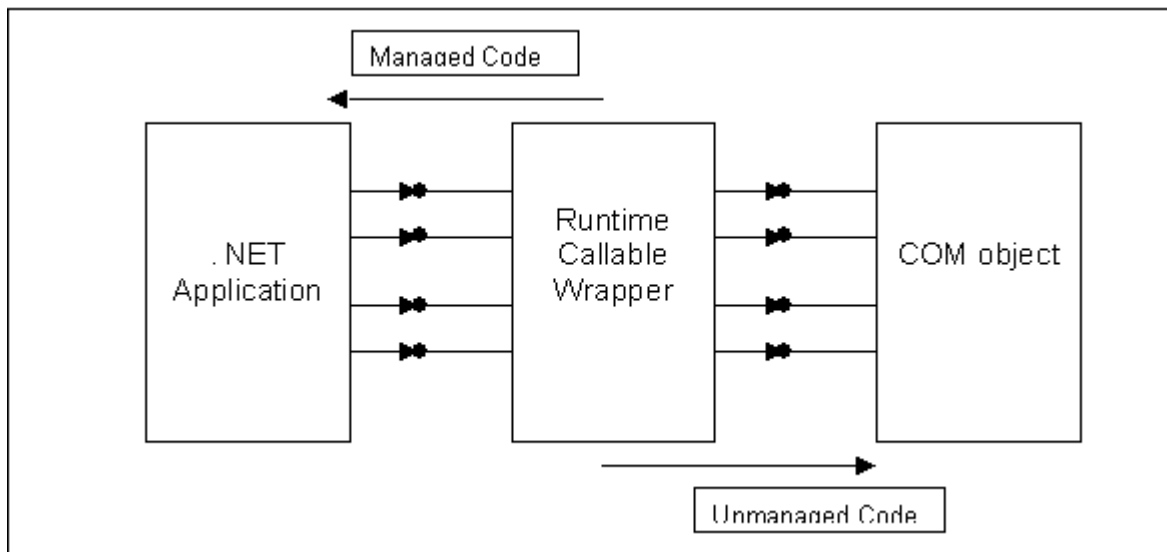 Managed Code
.NET
Application
Runtime
Callable
Wrapper
COM object
Unmanaged Code